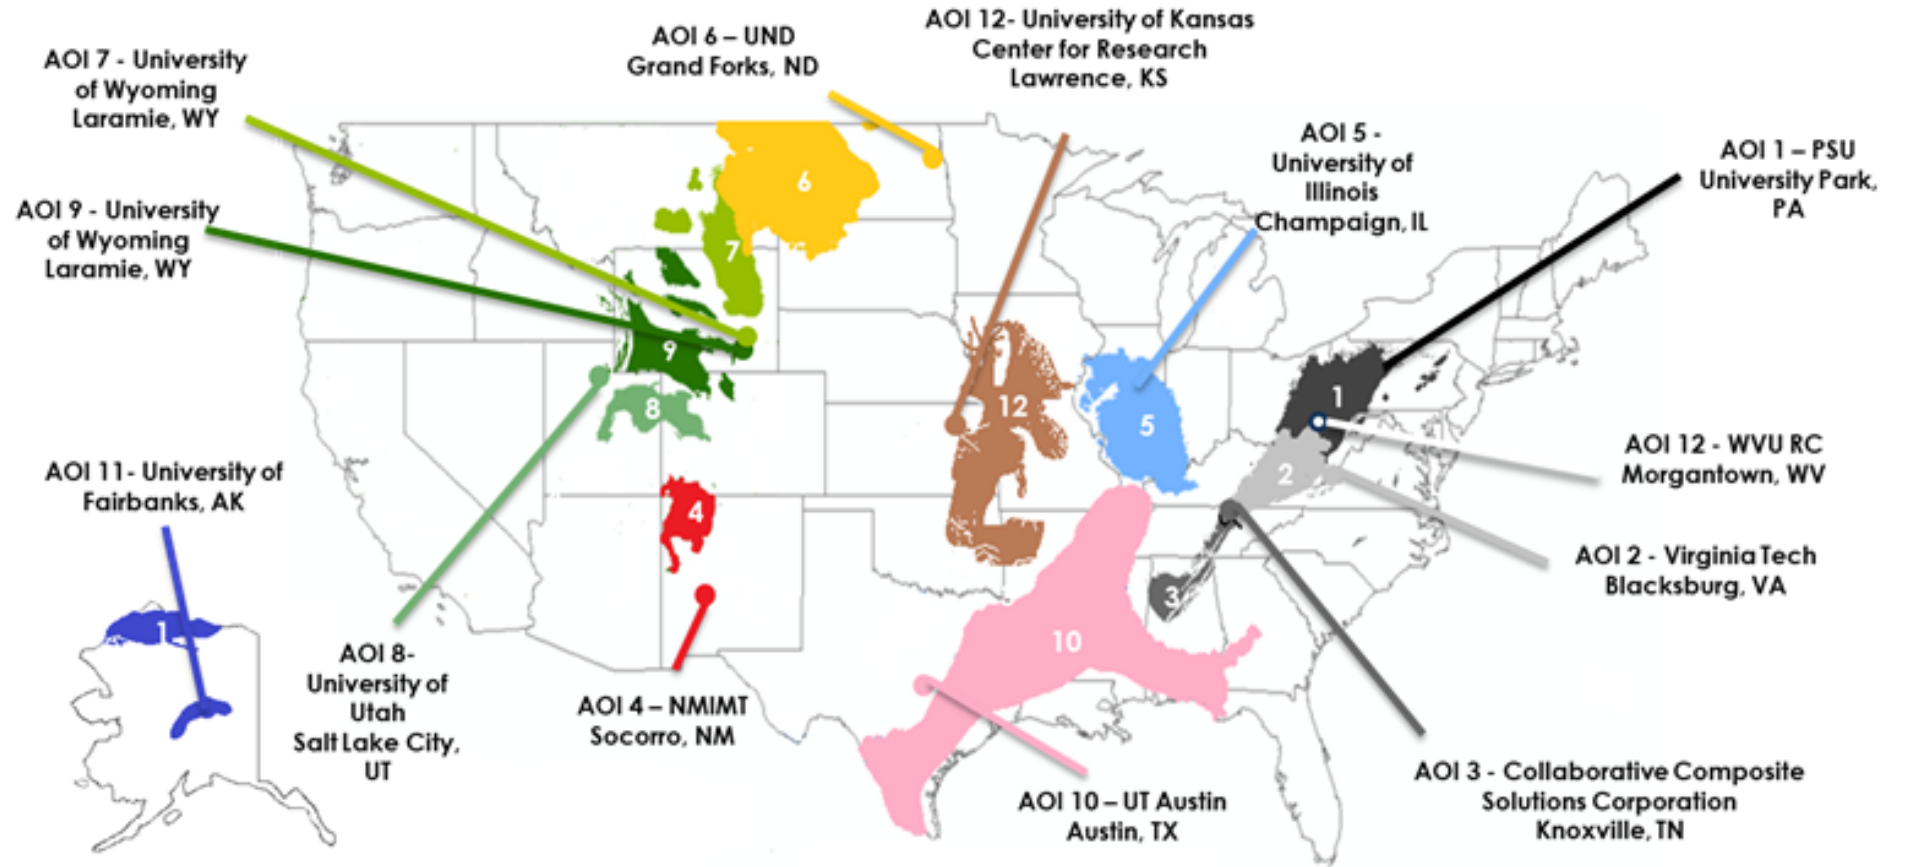 AOI 7 - University
of Wyoming
Laramie, WY
AOI 6 – UND
Grand Forks, ND
AOI 12- University of Kansas
Center for Research
Lawrence, KS
AOI 5 -
University of
Illinois
Champaign, IL
AOI 1 – PSU
University Park,
PA
AOI 9 - University
of Wyoming
Laramie, WY
6
7
9
8
12
5
1
2
4
3
10
1
AOI 12 - WVU RC
Morgantown, WV
AOI 11- University of
Fairbanks, AK
AOI 2 - Virginia Tech
Blacksburg, VA
AOI 8-
University of
Utah
Salt Lake City,
UT
AOI 4 – NMIMT
Socorro, NM
AOI 10 – UT Austin
Austin, TX
AOI 3 - Collaborative Composite
Solutions Corporation
Knoxville, TN